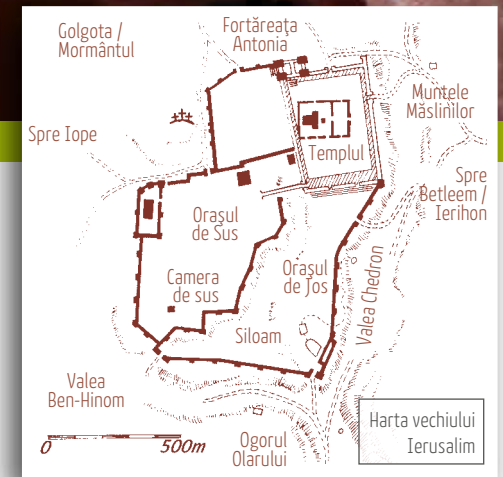 Golgota /
Mormântul
Fortăreața
Antonia
Muntele
Măslinilor
Spre Iope
Templul
Spre
Betleem /
Ierihon
Orașul
de Sus
Camera
de sus
Orașul
de Jos
Valea Chedron
Siloam
Valea
Ben-Hinom
0 500m
Ogorul
Olarului
Harta vechiului
Ierusalim